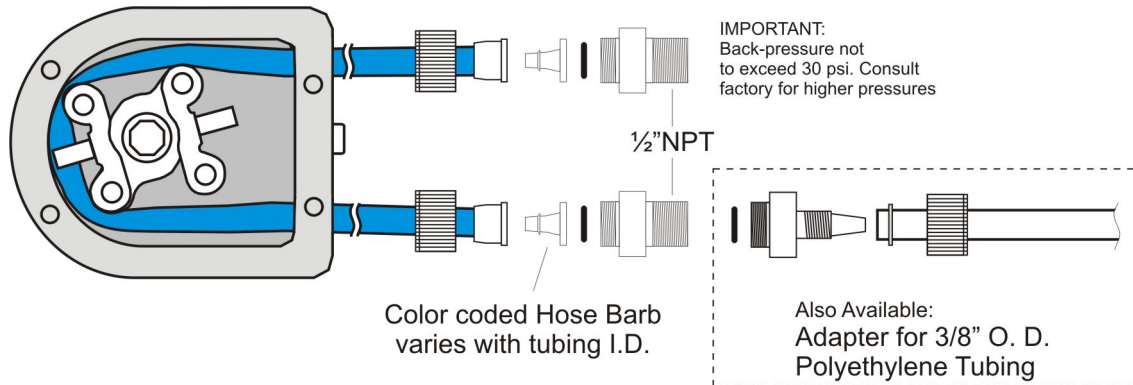 IMPORTANT:
Back-pressure not
to exceed 30 psi. Consult
factory for higher pressures
½”NPT
Color coded Hose Barb
varies with tubing I.D.
Also Available:
Adapter for 3/8” O. D.
Polyethylene Tubing